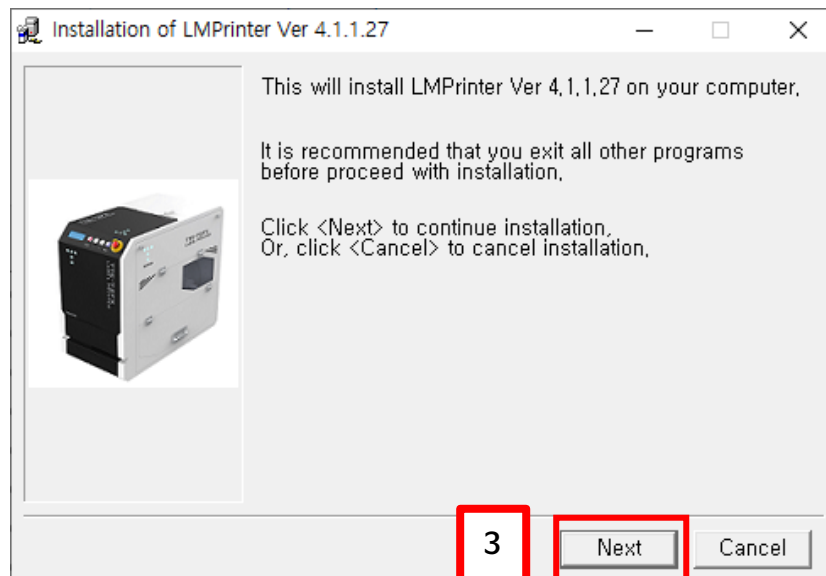 Installation of LMPrinter Ver 4.1.1.27
This will install LMPrinter Ver 4,1,1,27 on your computer,
It is recommended that you exit all other programs
before proceed with installation,
Click <Next> to continue installation,
Or, click <Cancel> to cancel installation,
3
Next
Cancel